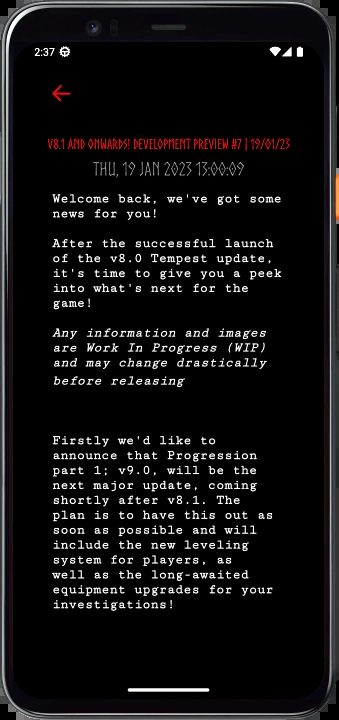 2:37
V8.1 AND ONWARDS! DEVELOPMENT PREVIEW #7 | 19/01/23
THU, 19 JAN 2023 13:00:09
Welcome back, we've got some
news for you!
After the successful launch
of the v8.0 Tempest update,
it's time to give you a peek
into what's next for the
game!
Any information and images
are Work In Progress (WIP)
and may change drastically
before releasing
Firstly we'd like to
announce that Progression
part 1; v9.0, will be the
next major update, coming
shortly after v8.1. The
plan is to have this out as
soon as possible and will
include the new leveling
system for players, as
well as the long-awaited
equipment upgrades for your
investigations!